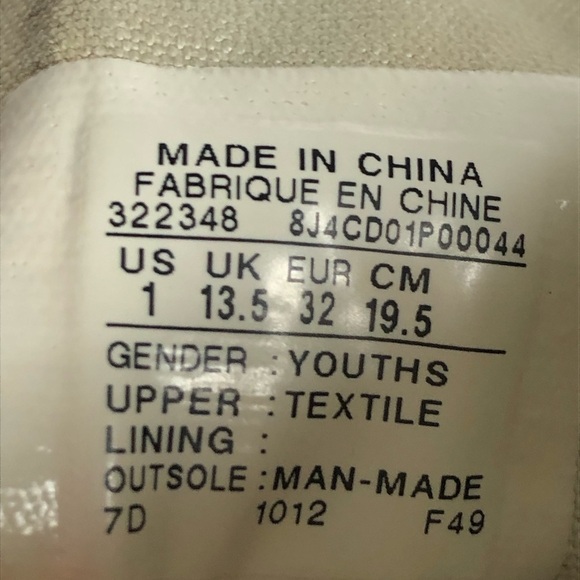 MADE IN CHINA
FABRIQUE EN CHINE
322348 8J4CD01P00044
US UK EUR CM
1 13.5 32 19.5
GENDER : YOUTHS
UPPER : TEXTILE
LINING :
OUTSOLE : MAN-MADE
7D 1012 F49